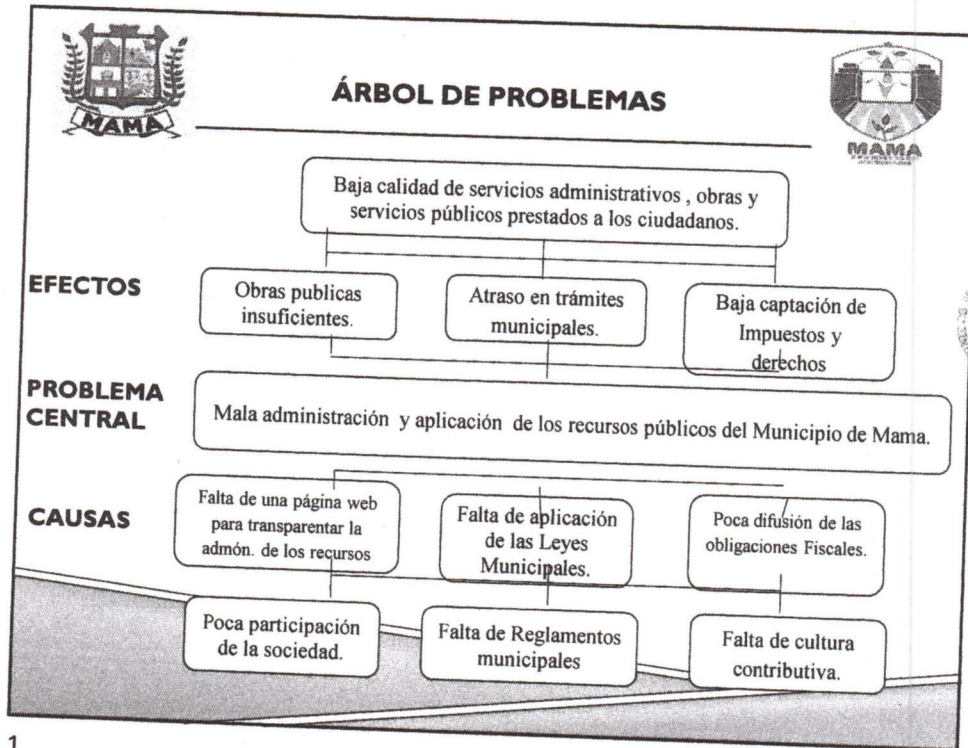 MAMA
ÁRBOL DE PROBLEMAS
MAMA
Baja calidad de servicios administrativos , obras y
servicios públicos prestados a los ciudadanos.
EFECTOS
Obras publicas
insuficientes.
Atraso en trámites
municipales.
Baja captación de
Impuestos y
derechos
PROBLEMA
CENTRAL
Mala administración y aplicación de los recursos públicos del Municipio de Mama.
CAUSAS
Falta de una página web
para transparentar la
admón. de los recursos
Falta de aplicación
de las Leyes
Municipales.
Poca difusión de las
obligaciones Fiscales.
Poca participación
de la sociedad.
Falta de Reglamentos
municipales
Falta de cultura
contributiva.
1